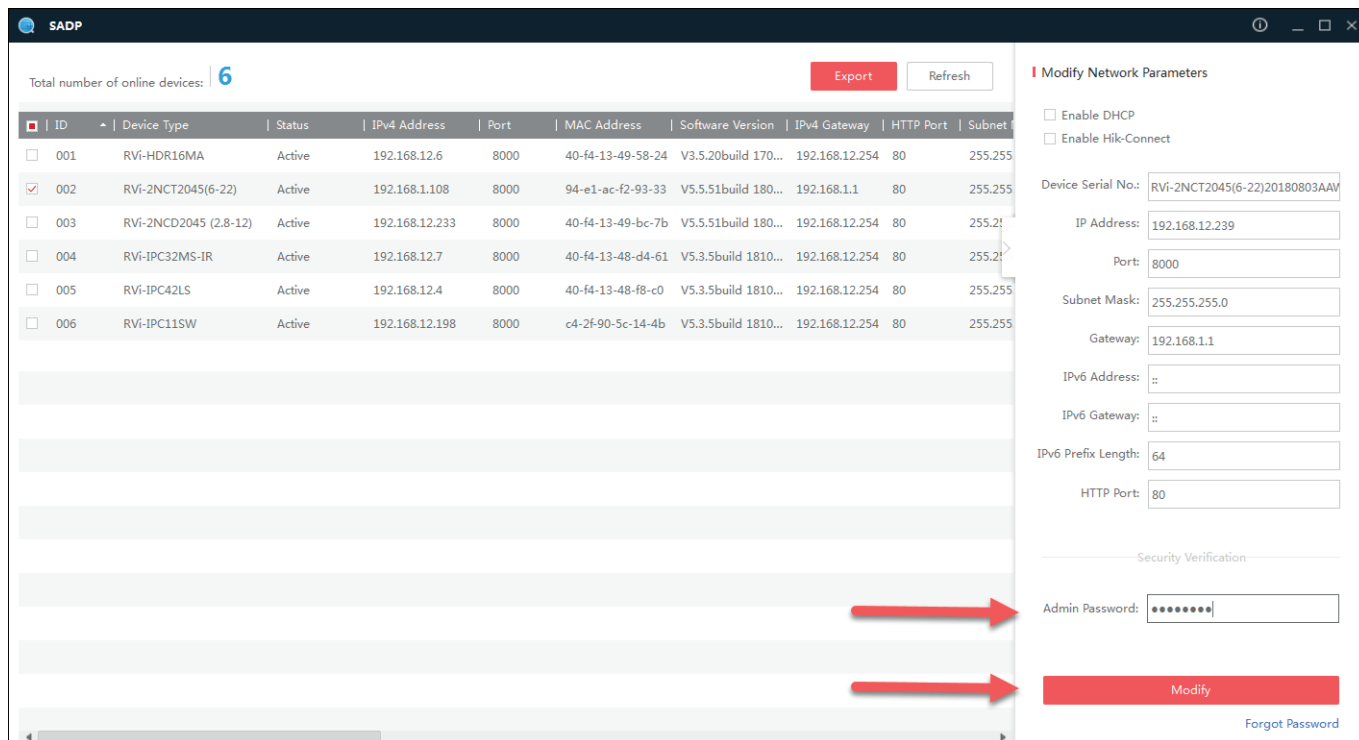 SADP
Total number of online devices: 6
Export Refresh
ID Device Type Status IPv4 Address Port MAC Address Software Version IPv4 Gateway HTTP Port Subnet
001 RVi-HDR16MA Active 192.168.12.6 8000 40-f4-13-49-58-24 V3.5.20build 170... 192.168.12.254 80 255.255
002 RVi-2NCT2045(6-22) Active 192.168.1.108 8000 94-e1-ac-f2-93-33 V5.5.51build 180... 192.168.1.1 80 255.255
003 RVi-2NCD2045 (2.8-12) Active 192.168.12.233 8000 40-f4-13-49-bc-7b V5.5.51build 180... 192.168.12.254 80 255.2
004 RVi-IPC32MS-IR Active 192.168.12.7 8000 40-f4-13-48-d4-61 V5.3.5build 1810... 192.168.12.254 80 255.2
005 RVi-IPC42LS Active 192.168.12.4 8000 40-f4-13-48-f8-c0 V5.3.5build 1810... 192.168.12.254 80 255.255
006 RVi-IPC11SW Active 192.168.12.198 8000 c4-2f-90-5c-14-4b V5.3.5build 1810... 192.168.12.254 80 255.255
Modify Network Parameters
Enable DHCP
Enable Hik-Connect
Device Serial No.: RVi-2NCT2045(6-22)20180803AAW
IP Address: 192.168.12.239
Port: 8000
Subnet Mask: 255.255.255.0
Gateway: 192.168.1.1
IPv6 Address: ::
IPv6 Gateway: ::
IPv6 Prefix Length: 64
HTTP Port: 80
Security Verification
Admin Password: ●●●●●●●●
Modify
Forgot Password